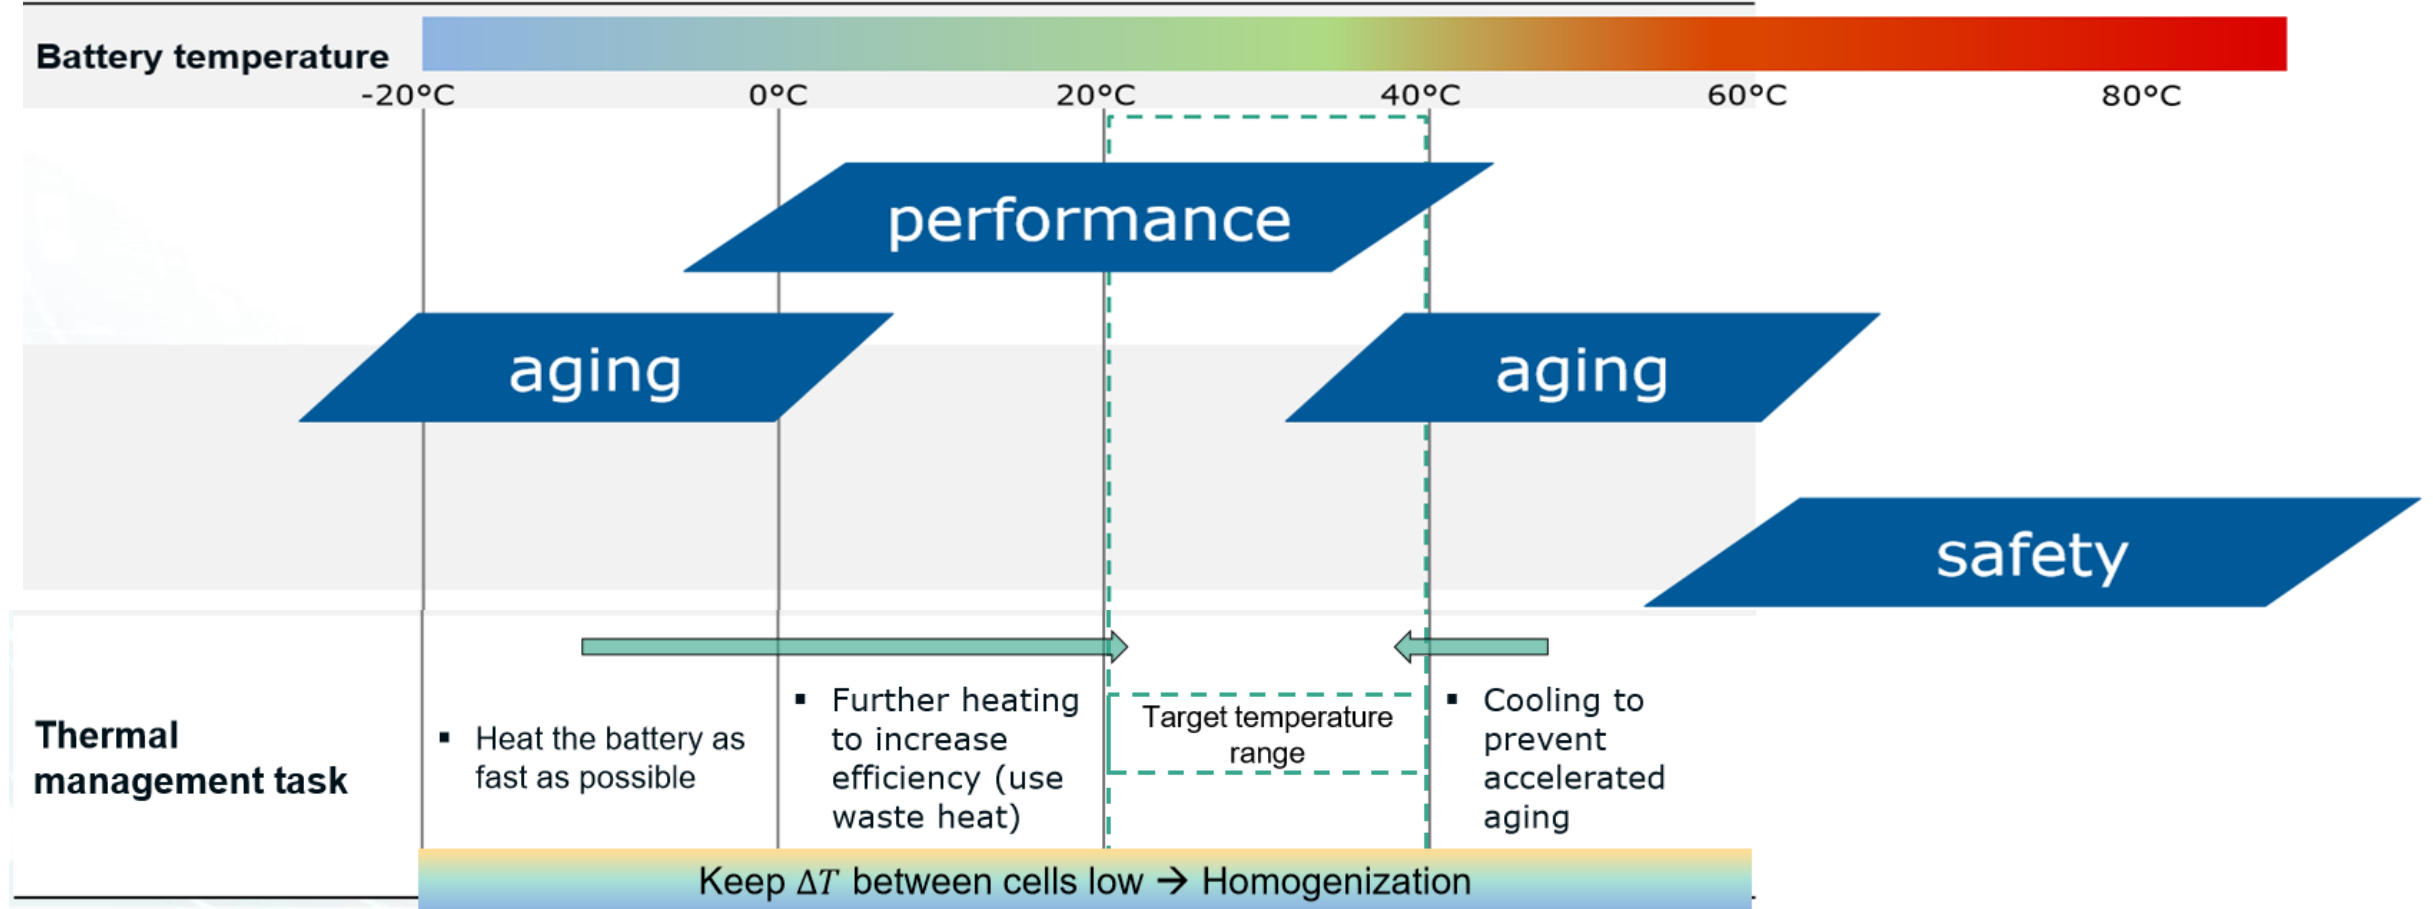 Battery temperature
-20°C 0°C 20°C 40°C 60°C 80°C
performance
aging aging
safety
Thermal
management task
▪ Heat the battery as
fast as possible
▪ Further heating
to increase
efficiency (use
waste heat)
Target temperature
range
▪ Cooling to
prevent
accelerated
aging
Keep ΔT between cells low → Homogenization